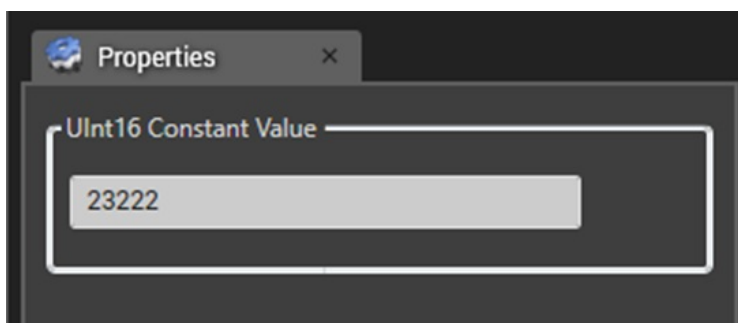 Properties ×
UInt16 Constant Value
23222